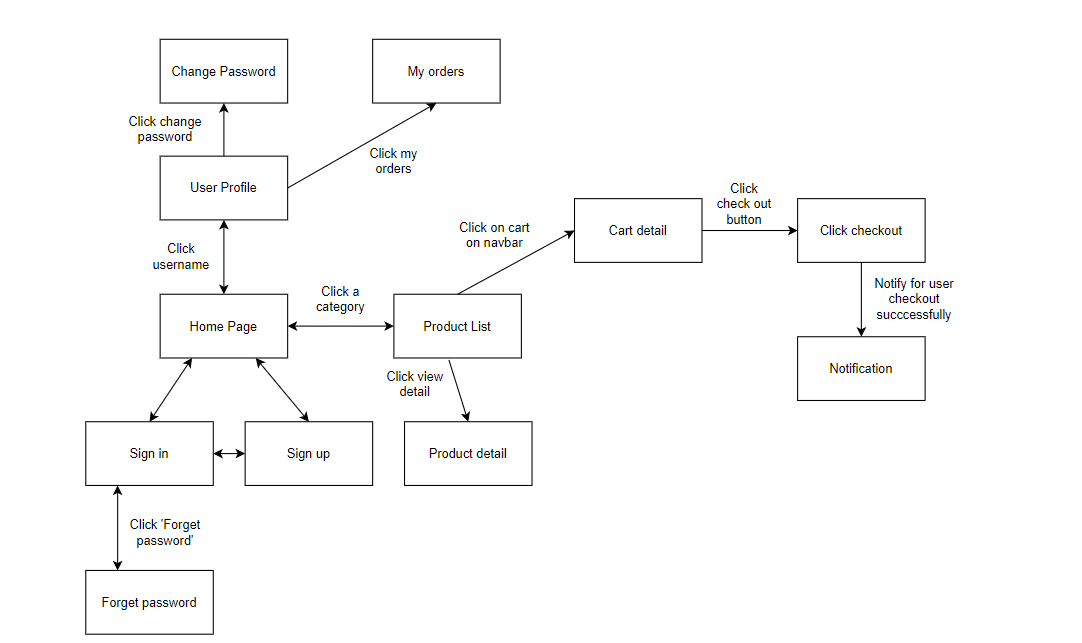 Change Password
My orders
Click change
password
Click my
orders
User Profile
Click
check out
button
Click on cart
on navbar
Cart detail
Click checkout
Click
username
Click a
category
Notify for user
checkout
succcessfully
Home Page
Product List
Notification
Click view
detail
Sign in
Sign up
Product detail
Click 'Forget
password'
Forget password